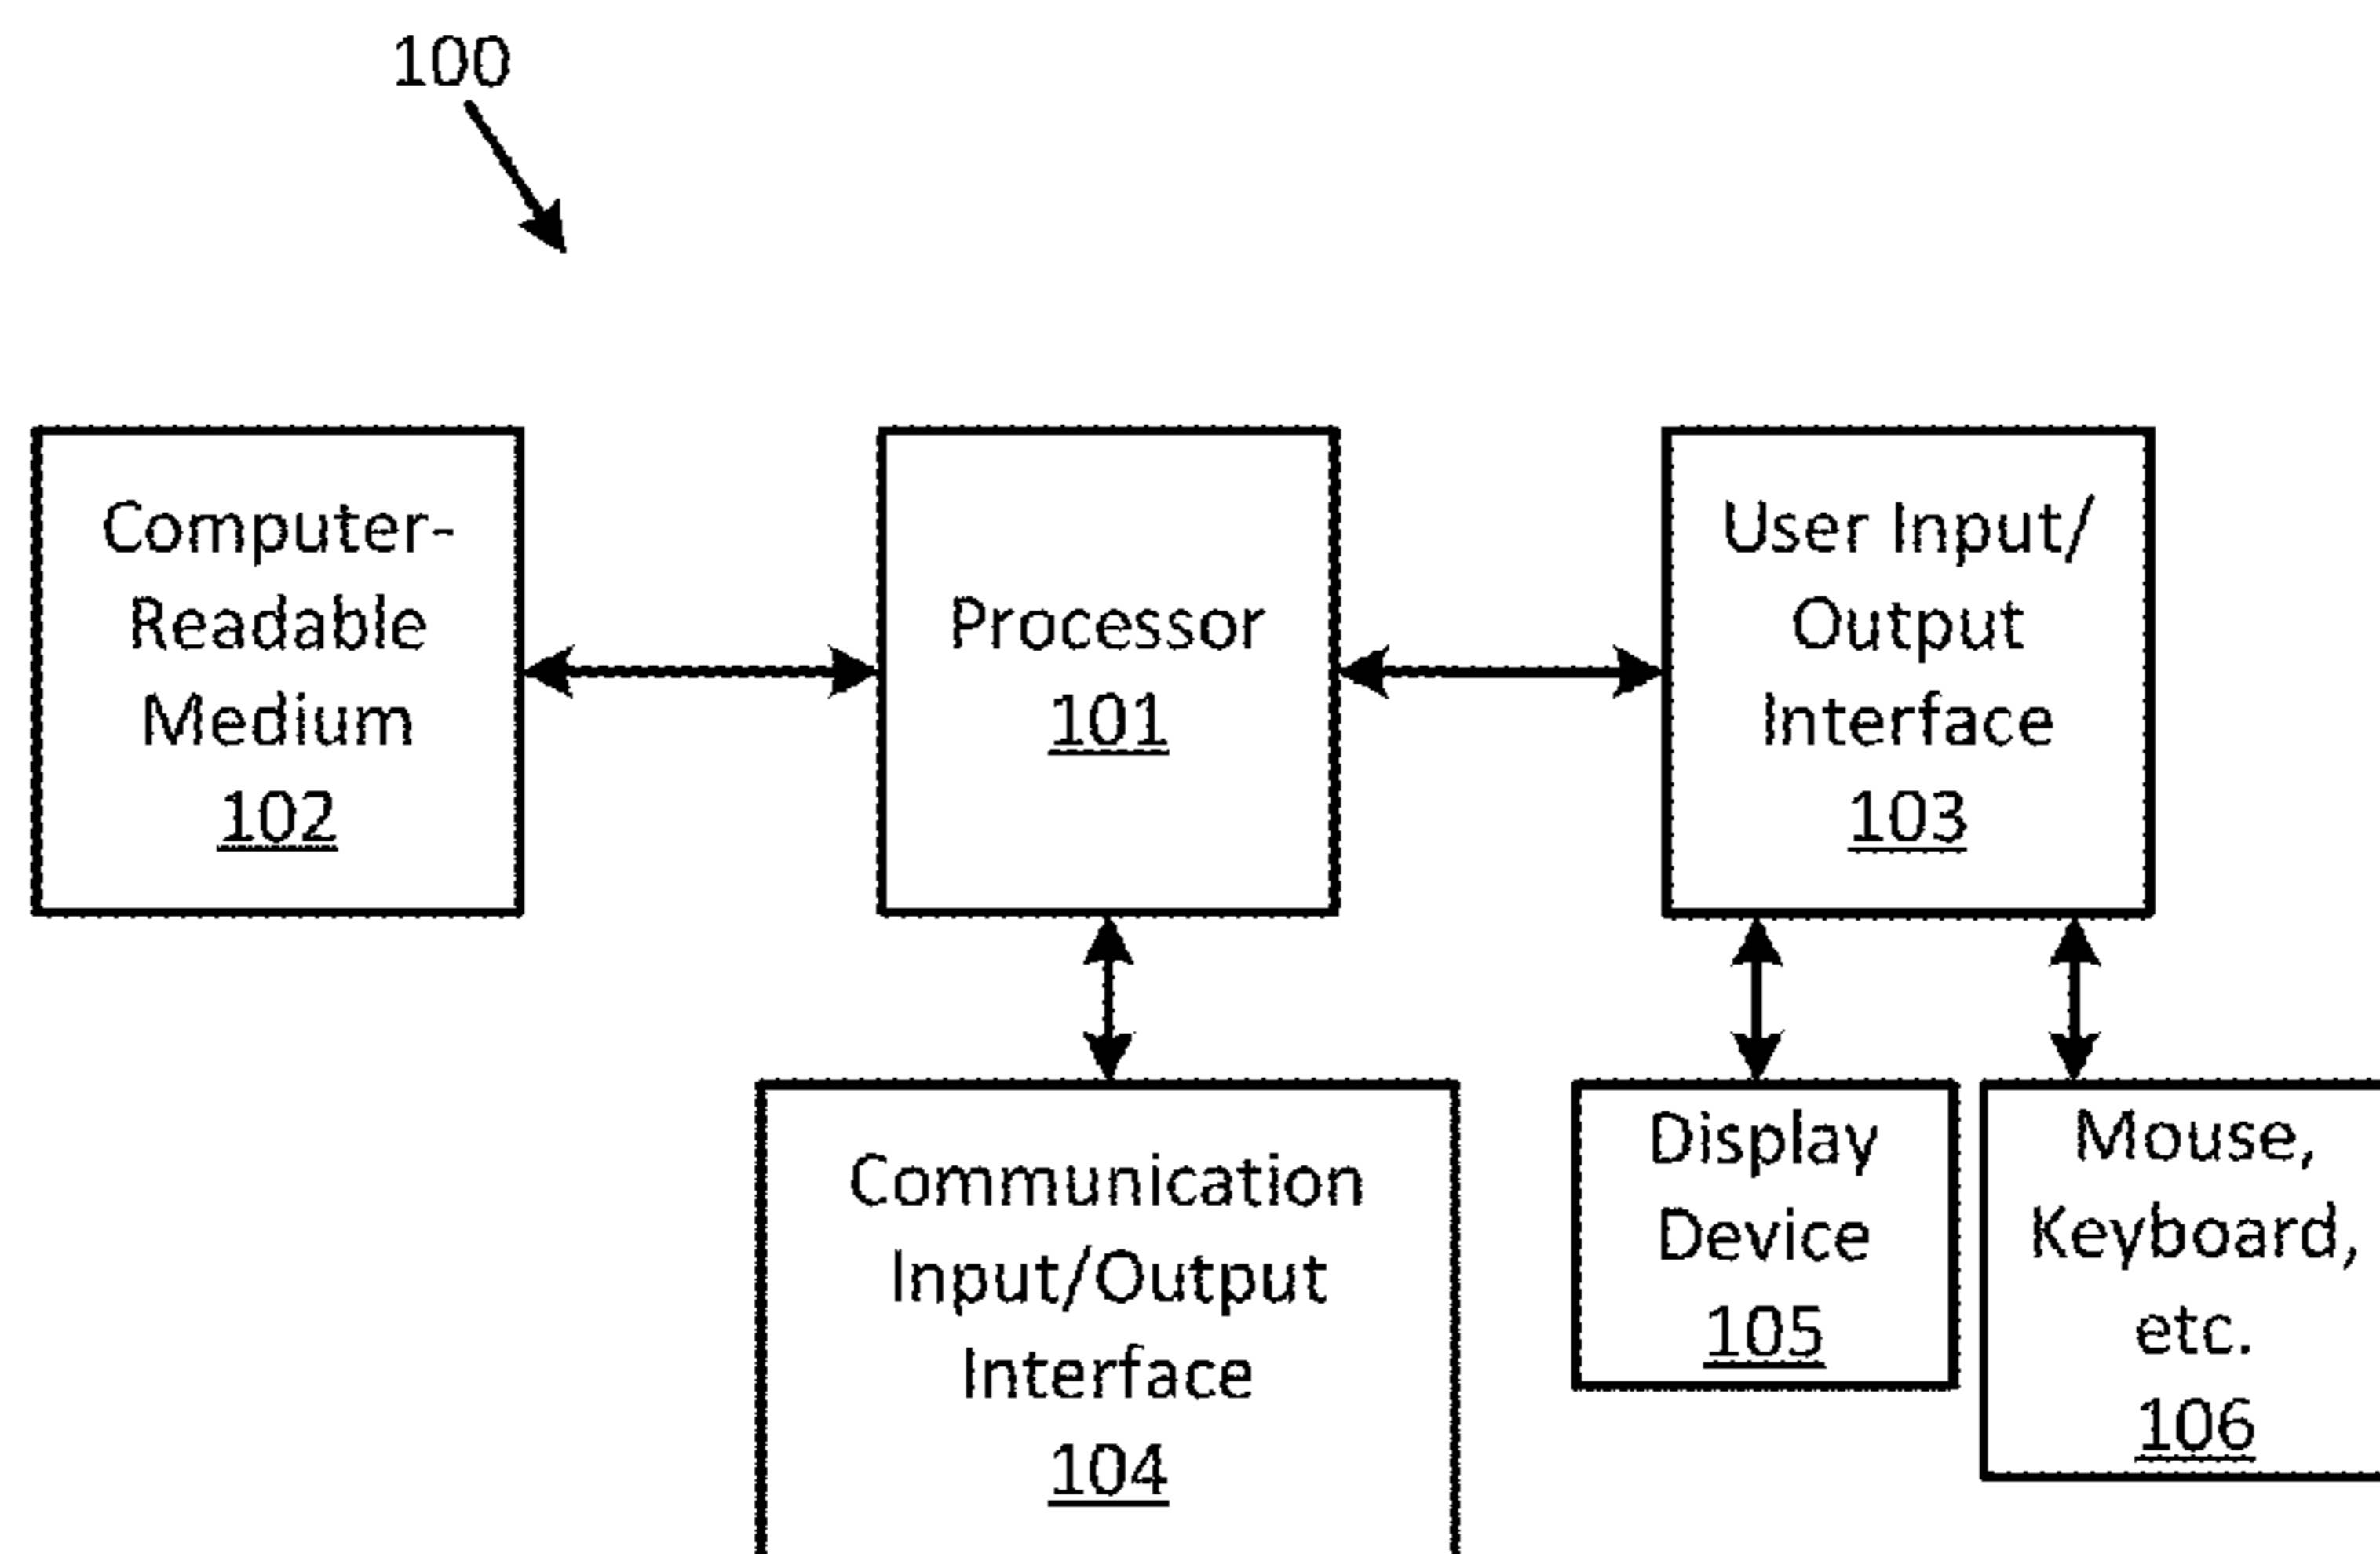 100
Computer-
Readable
Medium
102
Processor
101
User Input/
Output
Interface
103
Communication
Input/Output
Interface
104
Display
Device
105
Mouse,
Keyboard,
etc.
106